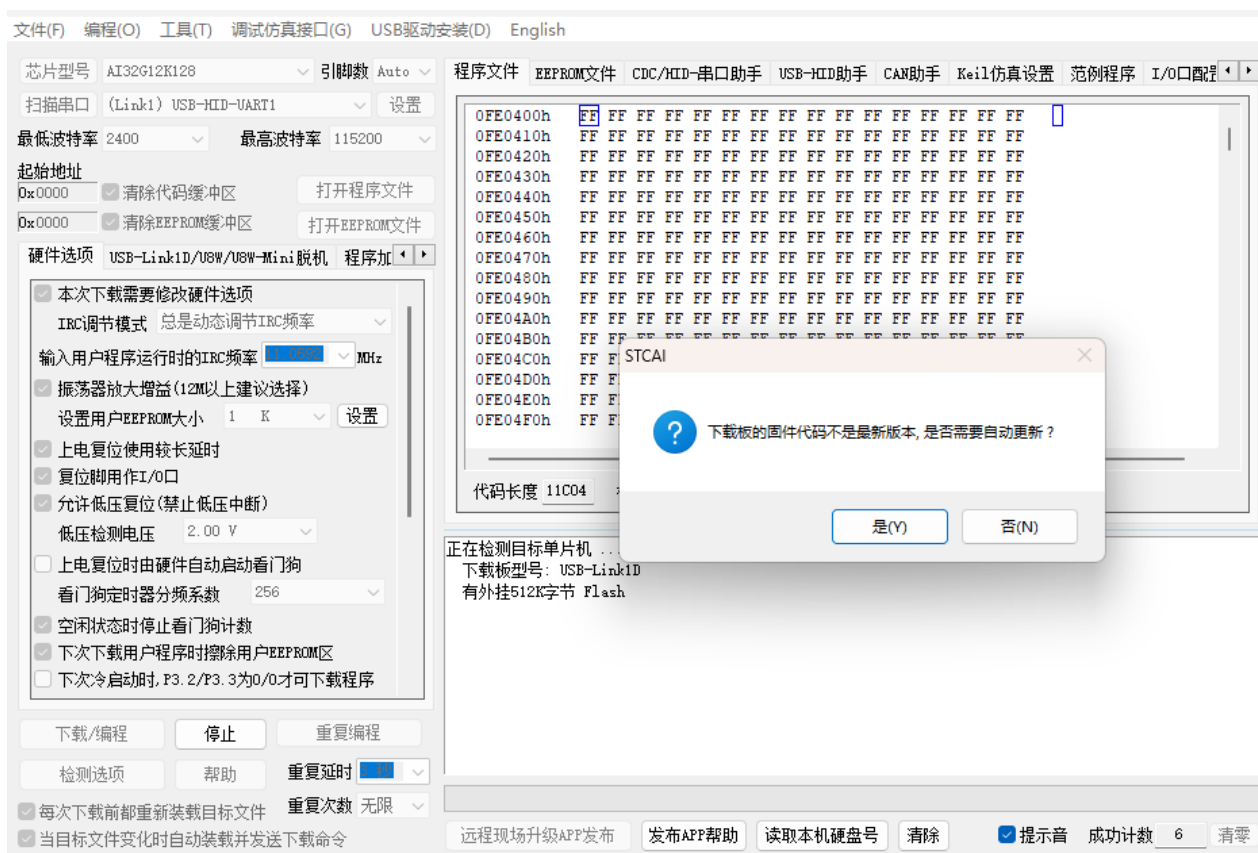 文件(F) 编程(O) 工具(T) 调试仿真接口(G) USB驱动安装(D) English
芯片型号 AI32G12K128 引脚数 Auto
扫描串口 (Link1) USB-HID-UART1 设置
最低波特率 2400 最高波特率 115200
起始地址
0x0000 清除代码缓冲区 打开程序文件
0x0000 清除EEPROM缓冲区 打开EEPROM文件
硬件选项 USB-Link1D/U8W/U8W-Mini脱机 程序加
本次下载需要修改硬件选项
IRC调节模式 总是动态调节IRC频率
输入用户程序运行时的IRC频率 11.0592 MHz
振荡器放大增益(12M以上建议选择)
设置用户EEPROM大小 1 K 设置
上电复位使用较长延时
复位脚用作I/O口
允许低压复位(禁止低压中断)
低压检测电压 2.00 V
上电复位时由硬件自动启动看门狗
看门狗定时器分频系数 256
空闲状态时停止看门狗计数
下次下载用户程序时擦除用户EEPROM区
下次冷启动时,P3.2/P3.3为0/0才可下载程序
下载/编程 停止 重复编程
检测选项 帮助 重复延时
每次下载前都重新装载目标文件 重复次数 无限
当目标文件变化时自动装载并发送下载命令
程序文件 EEPROM文件 CDC/HID-串口助手 USB-HID助手 CAN助手 Keil仿真设置 范例程序 I/O口配
0FE0400h FF FF FF FF FF FF FF FF FF FF FF FF FF FF FF FF
0FE0410h FF FF FF FF FF FF FF FF FF FF FF FF FF FF FF FF
0FE0420h FF FF FF FF FF FF FF FF FF FF FF FF FF FF FF FF
0FE0430h FF FF FF FF FF FF FF FF FF FF FF FF FF FF FF FF
0FE0440h FF FF FF FF FF FF FF FF FF FF FF FF FF FF FF FF
0FE0450h FF FF FF FF FF FF FF FF FF FF FF FF FF FF FF FF
0FE0460h FF FF FF FF FF FF FF FF FF FF FF FF FF FF FF FF
0FE0470h FF FF FF FF FF FF FF FF FF FF FF FF FF FF FF FF
0FE0480h FF FF FF FF FF FF FF FF FF FF FF FF FF FF FF FF
0FE0490h FF FF FF FF FF FF FF FF FF FF FF FF FF FF FF FF
0FE04A0h FF FF FF FF FF FF FF FF FF FF FF FF FF FF FF FF
0FE04B0h FF FF FF FF FF FF FF FF FF FF FF FF FF FF FF FF
0FE04C0h FF
0FE04D0h FF
0FE04E0h FF
0FE04F0h FF
代码长度 11C04
STCAI
下载板的固件代码不是最新版本,是否需要自动更新?
是(Y) 否(N)
正在检测目标单片机 ...
下载板型号: USB-Link1D
有外挂512K字节 Flash
远程现场升级APP发布 发布APP帮助 读取本机硬盘号 清除 提示音 成功计数 6 清零